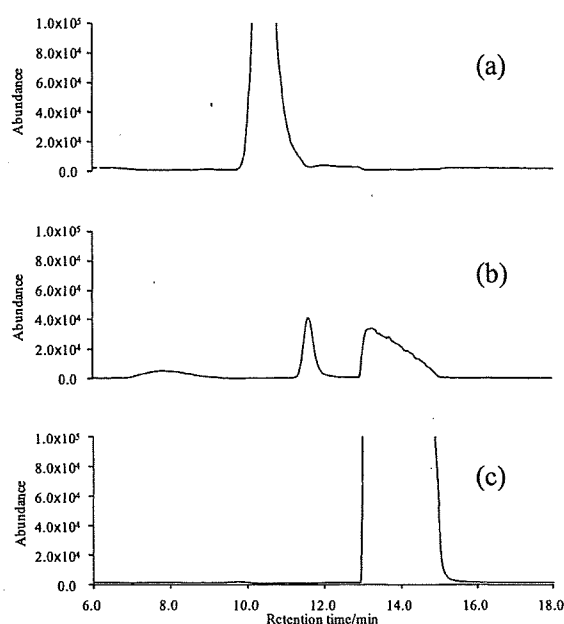 1.0x10⁵
8.0x10⁴
6.0x10⁴
4.0x10⁴
2.0x10⁴
0.0
Abundance
(a)
1.0x10⁵
8.0x10⁴
6.0x10⁴
4.0x10⁴
2.0x10⁴
0.0
Abundance
(b)
1.0x10⁵
8.0x10⁴
6.0x10⁴
4.0x10⁴
2.0x10⁴
0.0
Abundance
(c)
6.0 8.0 10.0 12.0 14.0 16.0 18.0
Retention time/min